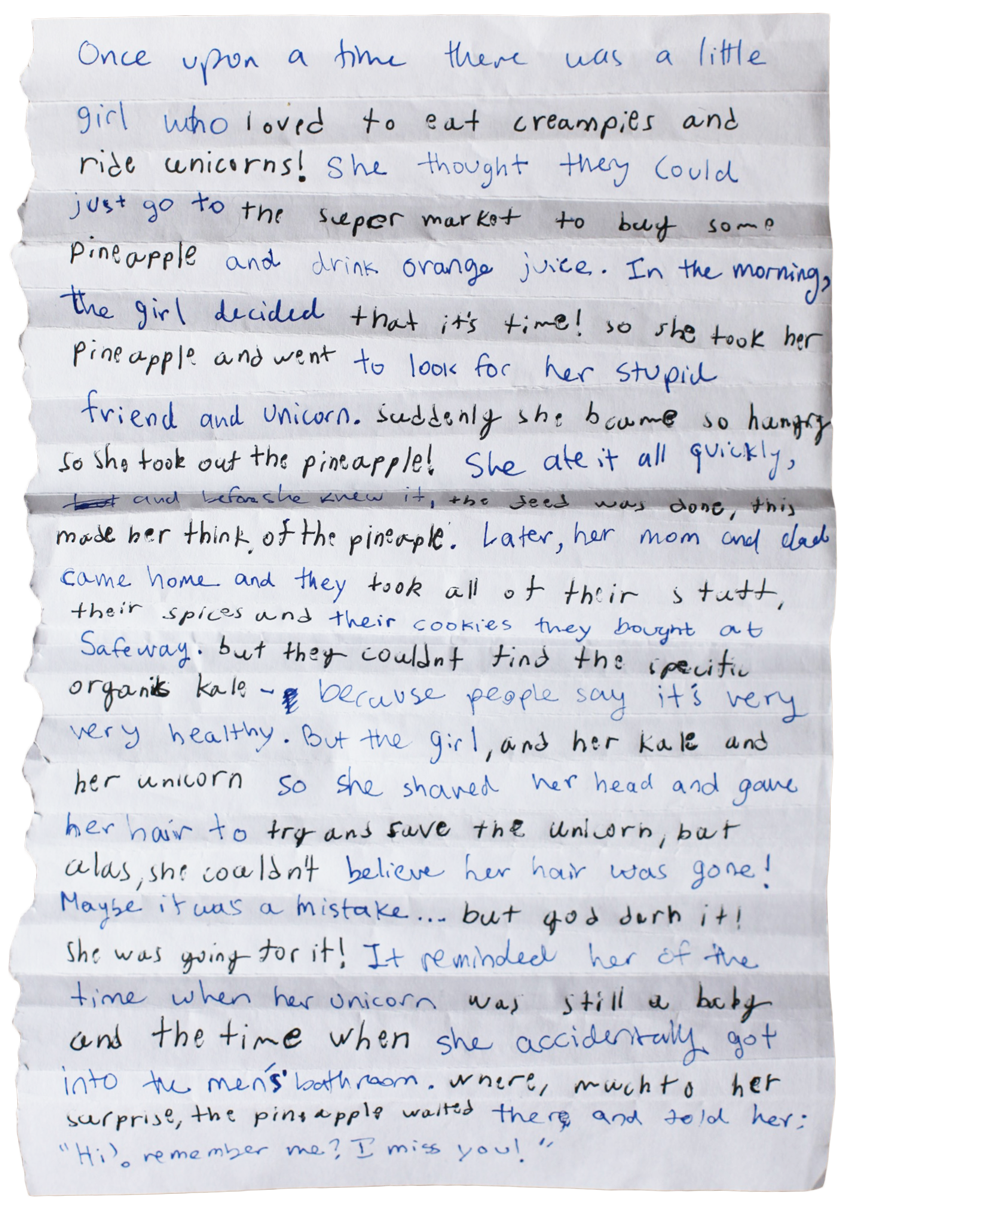 Once upon a time there was a little
girl who loved to eat creampies and
ride unicorns! She thought they could
just go to the super market to buy some
pineapple and drink orange juice. In the morning,
the girl decided that it's time! so she took her
pineapple and went to look for her stupid
friend and unicorn. suddenly she became so hangry
so she took out the pineapple! She ate it all quickly,
and before she knew it, the deed was done, this
made her think of the pineaple. Later, her mom and dad
came home and they took all of their stuff,
their spices and their cookies they bought at
Safeway. but they couldnt find the specific
organik kale - because people say it's very
very healthy. But the girl, and her kale and
her unicorn so she shaved her head and gave
her hair to try and save the unicorn, but
alas, she couldn't believe her hair was gone!
Maybe it was a mistake... but god darn it!
She was going for it! It reminded her of the
time when her unicorn was still a baby
and the time when she accidentally got
into the men's' bathroom. where, much to her
surprise, the pineapple waited there and told her:
"Hi!, remember me? I miss you!"